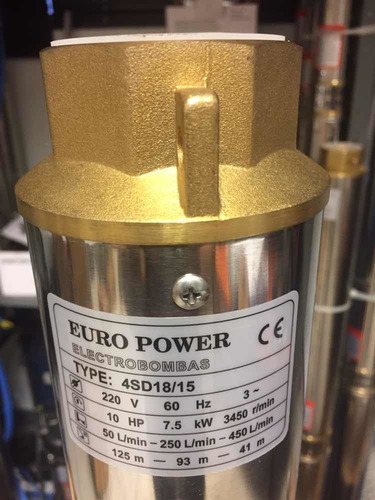 EURO POWER CE
ELECTROBOMBAS
TYPE: 4SD18/15
220 V 60 Hz 3 ~
10 HP 7.5 kW 3450 r/min
50 L/min – 250 L/min – 450 L/min
125 m — 93 m — 41 m